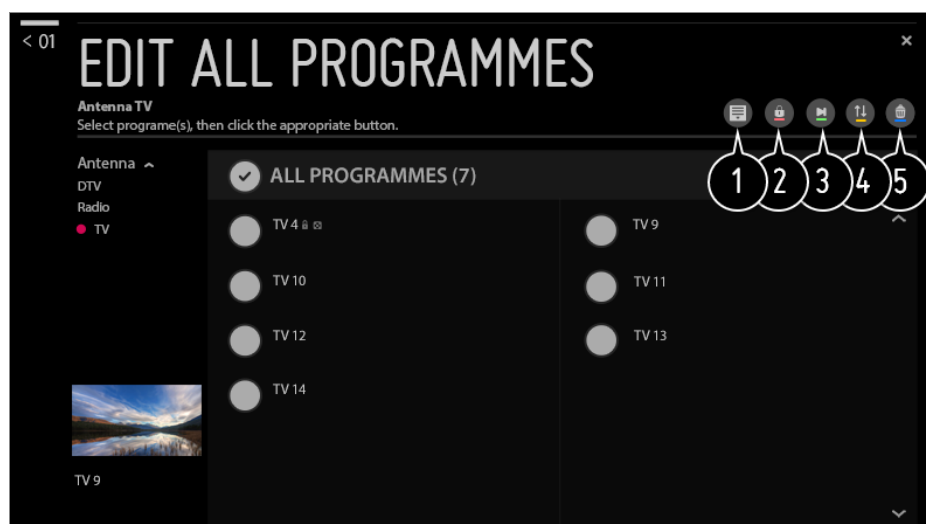 < 01
EDIT ALL PROGRAMMES
Antenna TV
Select programe(s), then click the appropriate button.
1 2 3 4 5
Antenna
DTV
Radio
TV
ALL PROGRAMMES (7)
TV 4
TV 9
TV 10
TV 11
TV 12
TV 13
TV 14
TV 9